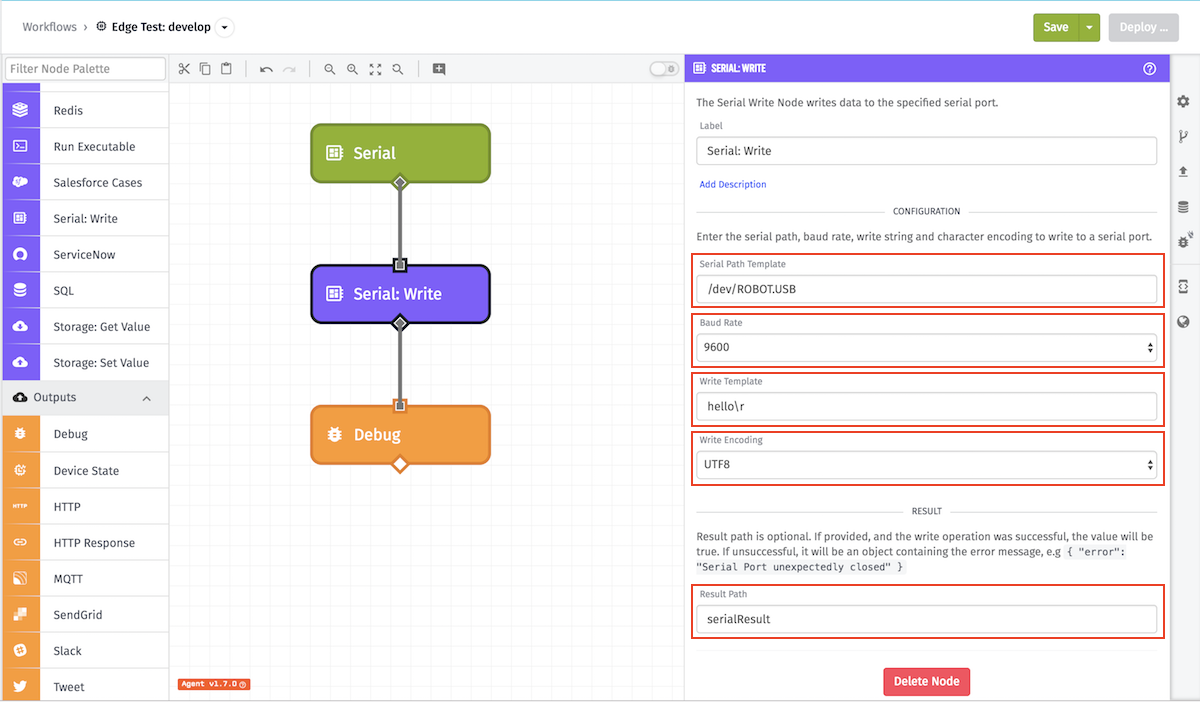 Workflows › Edge Test: develop
Save
Deploy ...
Filter Node Palette
Redis
Run Executable
Salesforce Cases
Serial: Write
ServiceNow
SQL
Storage: Get Value
Storage: Set Value
Outputs
Debug
Device State
HTTP
HTTP
HTTP Response
MQTT
SendGrid
Slack
Tweet
Serial
Serial: Write
Debug
Agent v1.7.0
SERIAL: WRITE
The Serial Write Node writes data to the specified serial port.
Label
Serial: Write
Add Description
CONFIGURATION
Enter the serial path, baud rate, write string and character encoding to write to a serial port.
Serial Path Template
/dev/ROBOT.USB
Baud Rate
9600
Write Template
hello\r
Write Encoding
UTF8
RESULT
Result path is optional. If provided, and the write operation was successful, the value will be
true. If unsuccessful, it will be an object containing the error message, e.g { "error":
"Serial Port unexpectedly closed" }
Result Path
serialResult
Delete Node